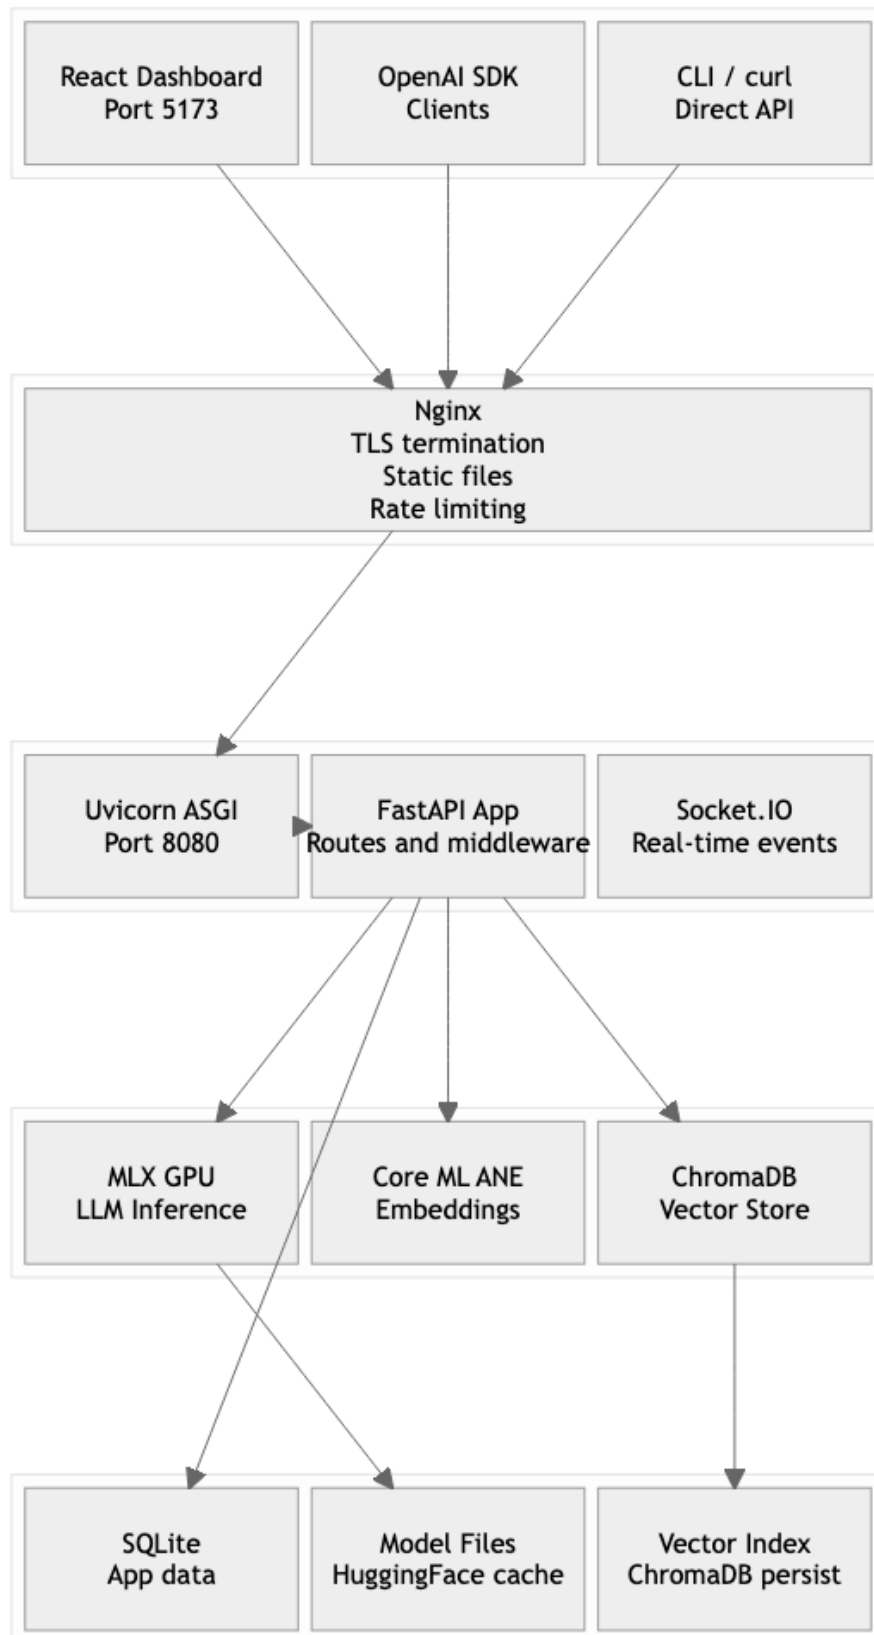 React Dashboard
Port 5173
OpenAI SDK
Clients
CLI / curl
Direct API
Nginx
TLS termination
Static files
Rate limiting
Uvicorn ASGI
Port 8080
FastAPI App
Routes and middleware
Socket.IO
Real-time events
MLX GPU
LLM Inference
Core ML ANE
Embeddings
ChromaDB
Vector Store
SQLite
App data
Model Files
HuggingFace cache
Vector Index
ChromaDB persist